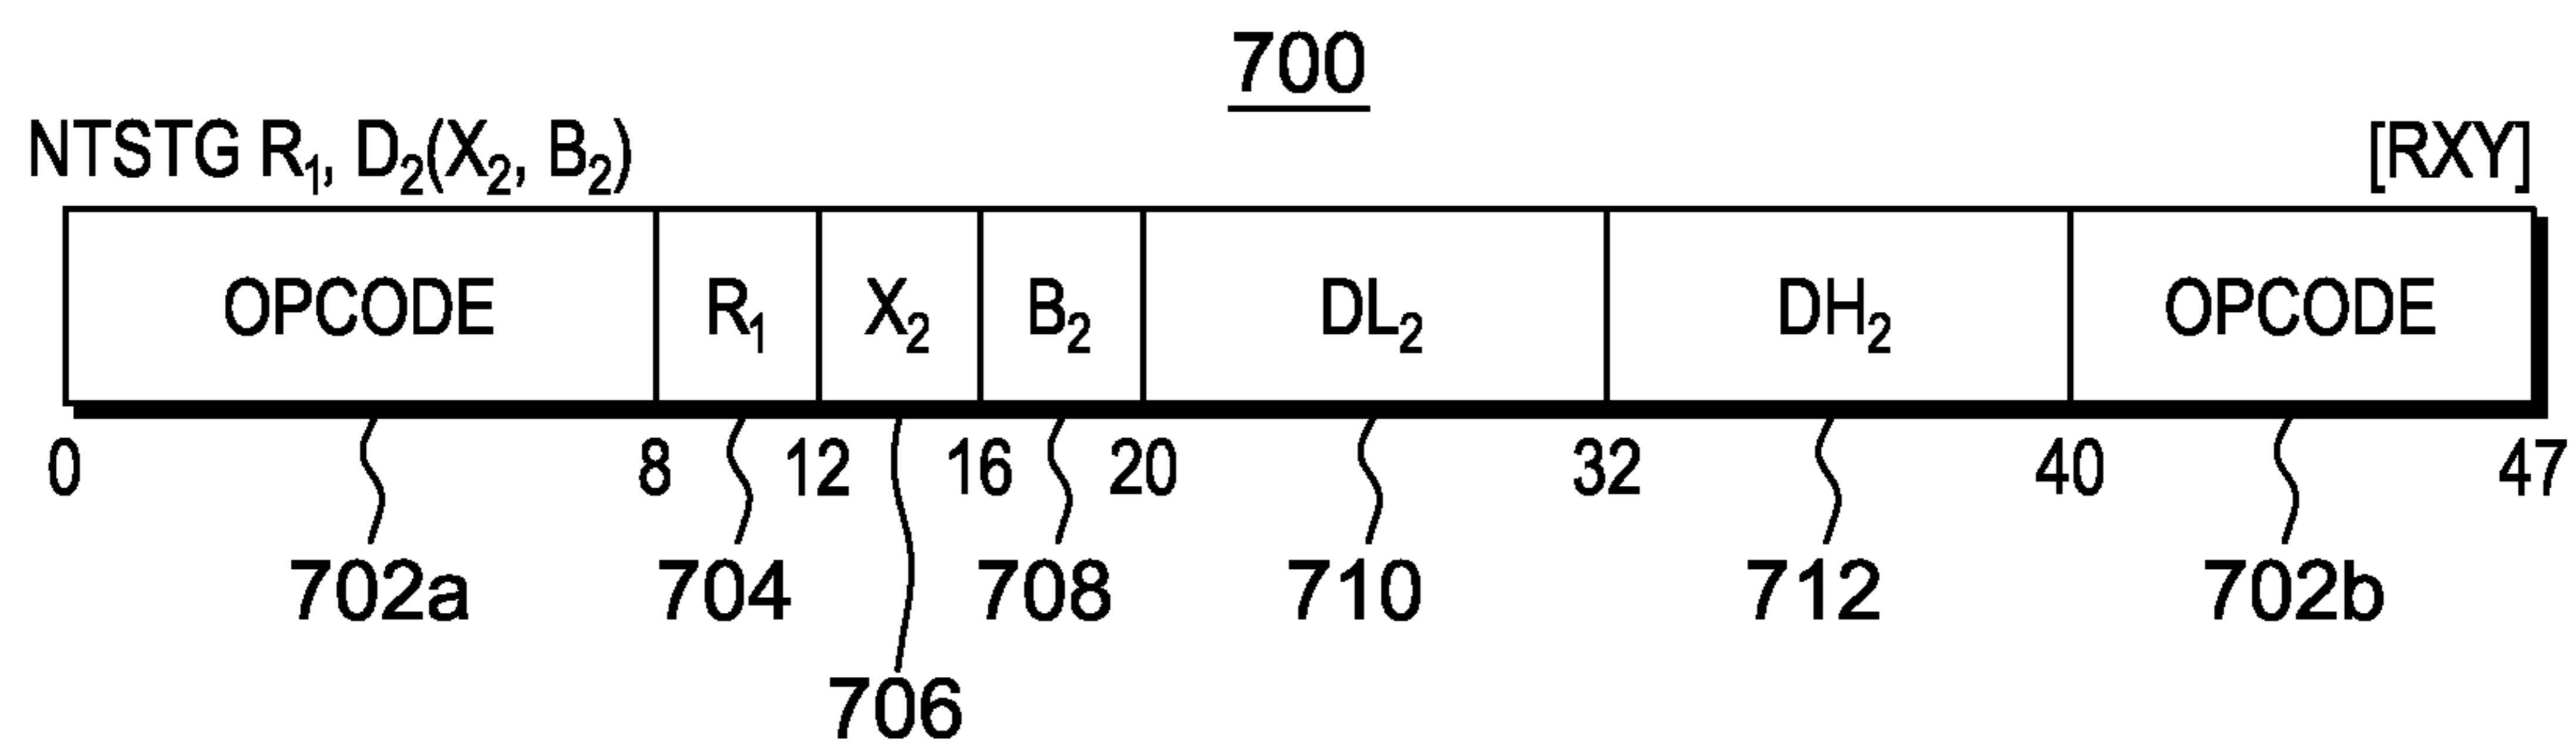 700
NTSTG R₁, D₂(X₂, B₂) [RXY]
OPCODE R₁ X₂ B₂ DL₂ DH₂ OPCODE
0 8 12 16 20 32 40 47
702a 704 708 710 712 702b
706